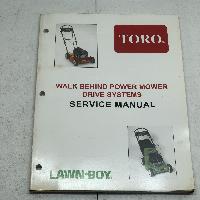 TORO.
WALK BEHIND POWER MOWER
DRIVE SYSTEMS
SERVICE MANUAL
LAWN-BOY